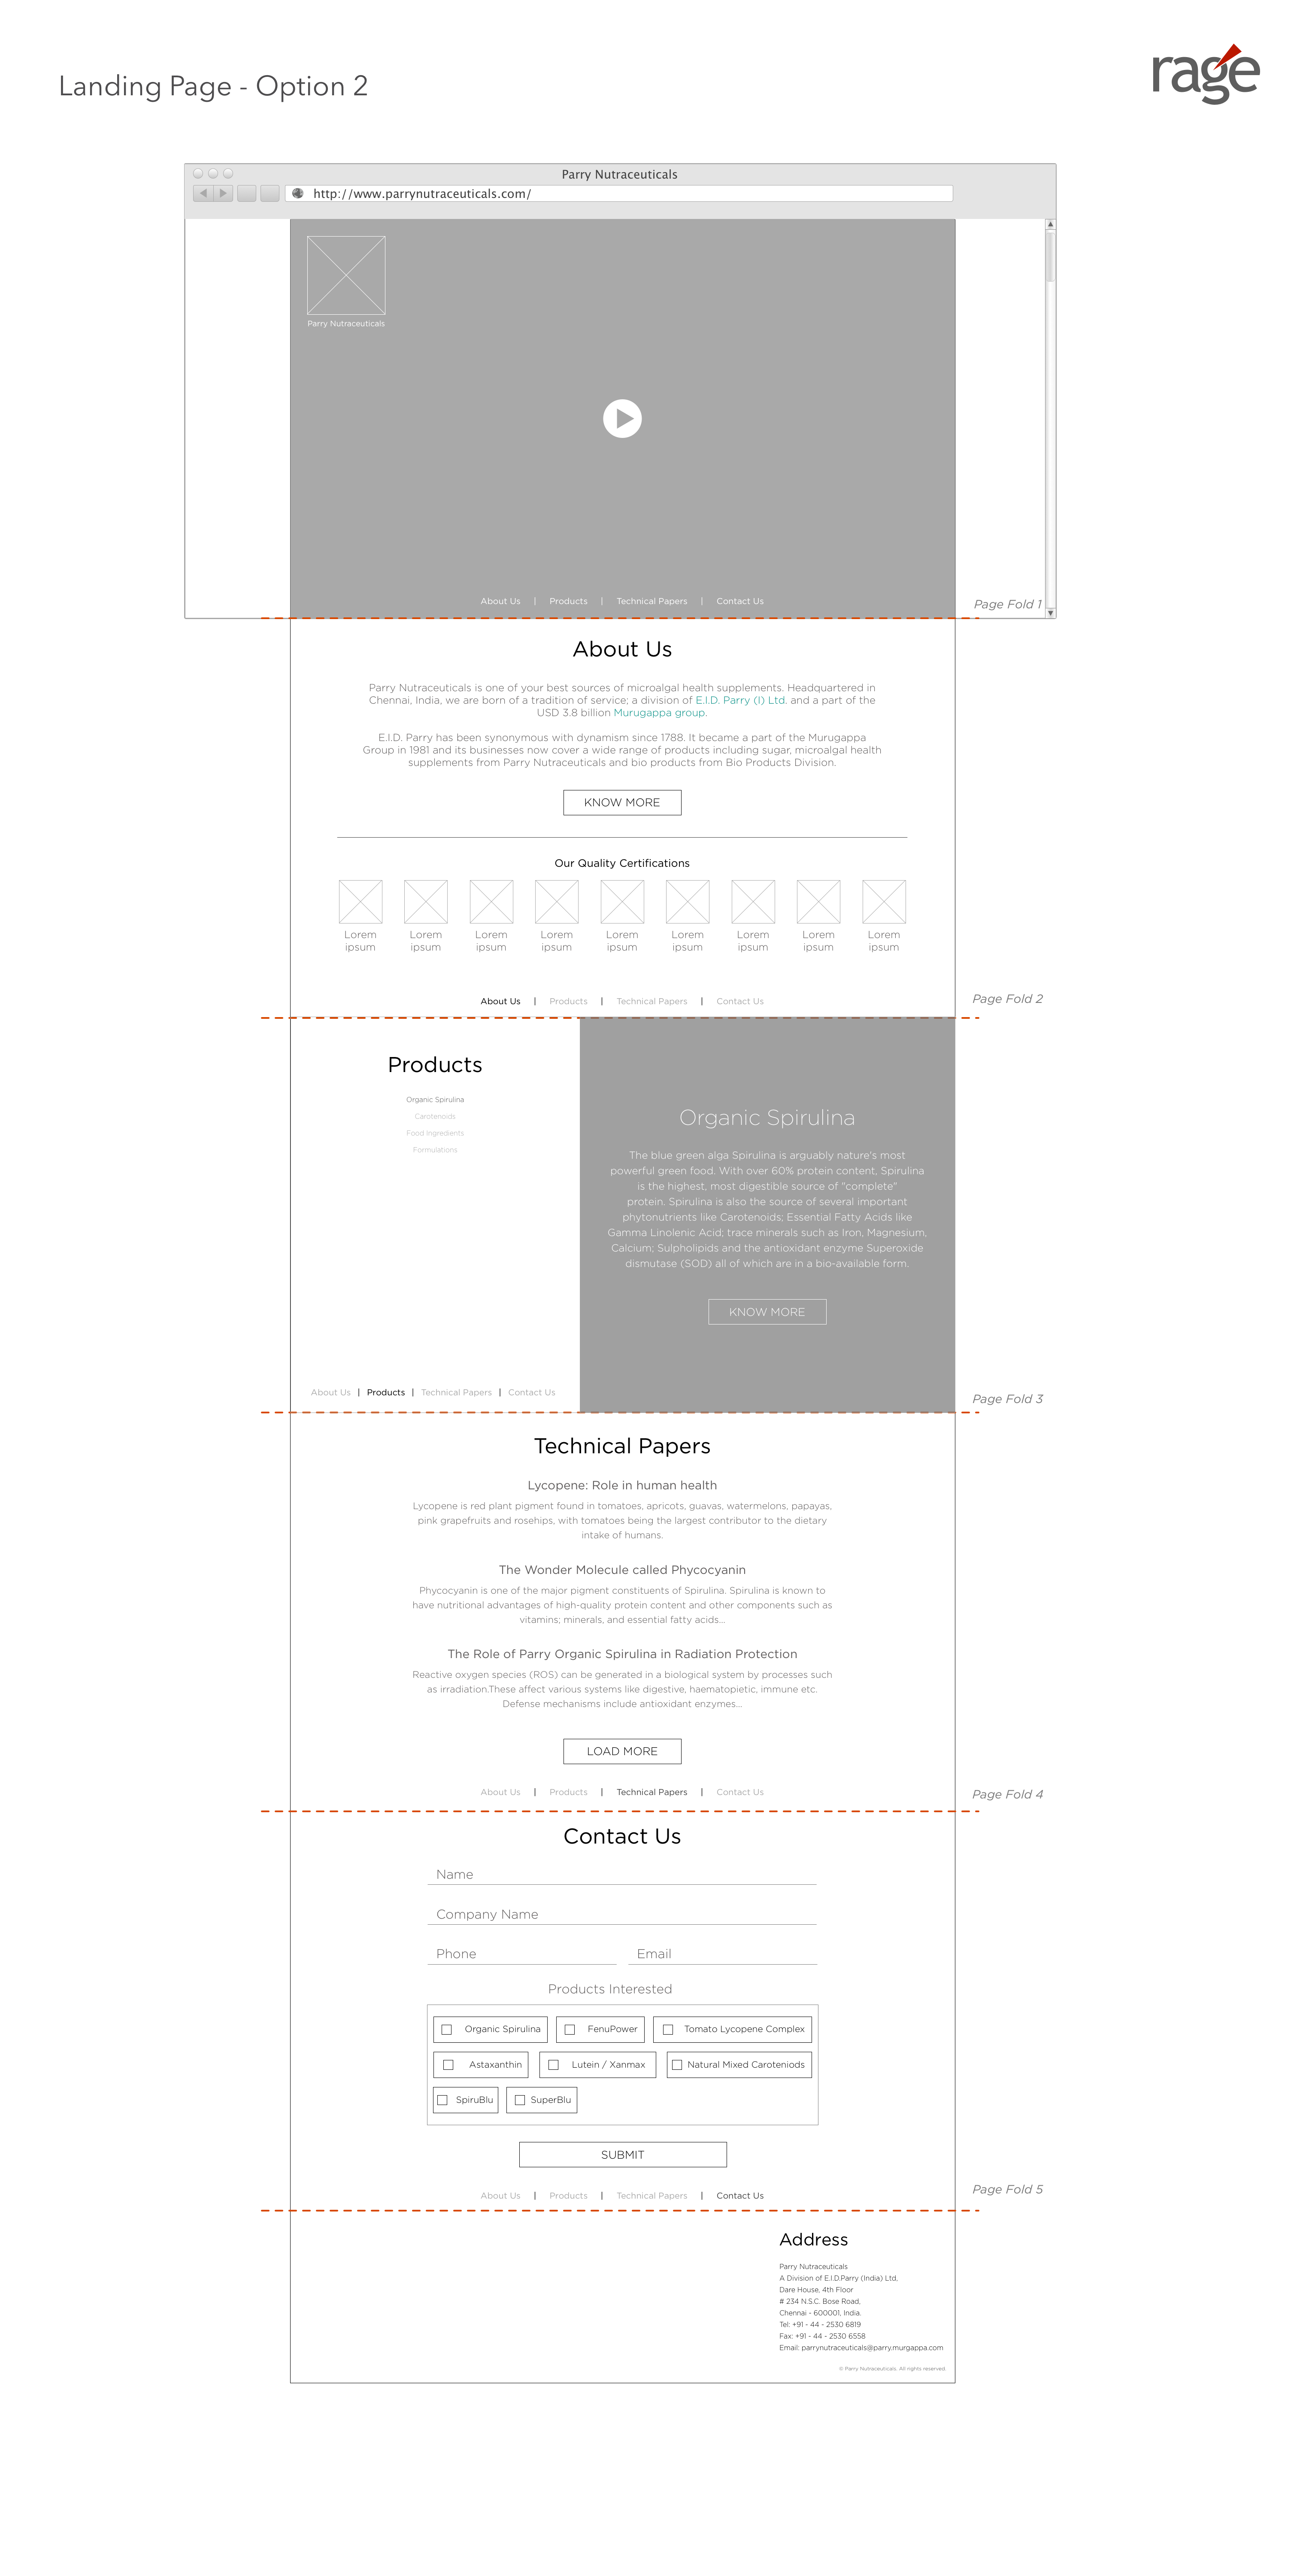 Landing Page - Option 2
rage
Parry Nutraceuticals
http://www.parrynutraceuticals.com/
Parry Nutraceuticals
About Us | Products | Technical Papers | Contact Us
Page Fold 1
About Us
Parry Nutraceuticals is one of your best sources of microalgal health supplements. Headquartered in
Chennai, India, we are born of a tradition of service; a division of E.I.D. Parry (I) Ltd. and a part of the
USD 3.8 billion Murugappa group.
E.I.D. Parry has been synonymous with dynamism since 1788. It became a part of the Murugappa
Group in 1981 and its businesses now cover a wide range of products including sugar, microalgal health
supplements from Parry Nutraceuticals and bio products from Bio Products Division.
KNOW MORE
Our Quality Certifications
Lorem Lorem Lorem Lorem Lorem Lorem Lorem Lorem Lorem
ipsum ipsum ipsum ipsum ipsum ipsum ipsum ipsum ipsum
About Us | Products | Technical Papers | Contact Us
Page Fold 2
Products
Organic Spirulina
Carotenoids
Food Ingredients
Formulations
About Us | Products | Technical Papers | Contact Us
Organic Spirulina
The blue green alga Spirulina is arguably nature's most
powerful green food. With over 60% protein content, Spirulina
is the highest, most digestible source of "complete"
protein. Spirulina is also the source of several important
phytonutrients like Carotenoids; Essential Fatty Acids like
Gamma Linolenic Acid; trace minerals such as Iron, Magnesium,
Calcium; Sulpholipids and the antioxidant enzyme Superoxide
dismutase (SOD) all of which are in a bio-available form.
KNOW MORE
Page Fold 3
Technical Papers
Lycopene: Role in human health
Lycopene is red plant pigment found in tomatoes, apricots, guavas, watermelons, papayas,
pink grapefruits and rosehips, with tomatoes being the largest contributor to the dietary
intake of humans.
The Wonder Molecule called Phycocyanin
Phycocyanin is one of the major pigment constituents of Spirulina. Spirulina is known to
have nutritional advantages of high-quality protein content and other components such as
vitamins; minerals, and essential fatty acids...
The Role of Parry Organic Spirulina in Radiation Protection
Reactive oxygen species (ROS) can be generated in a biological system by processes such
as irradiation.These affect various systems like digestive, haematopietic, immune etc.
Defense mechanisms include antioxidant enzymes...
LOAD MORE
About Us | Products | Technical Papers | Contact Us
Page Fold 4
Contact Us
Name
Company Name
Phone Email
Products Interested
Organic Spirulina FenuPower Tomato Lycopene Complex
Astaxanthin Lutein / Xanmax Natural Mixed Caroteniods
SpiruBlu SuperBlu
SUBMIT
About Us | Products | Technical Papers | Contact Us
Page Fold 5
Address
Parry Nutraceuticals
A Division of E.I.D.Parry (India) Ltd,
Dare House, 4th Floor
# 234 N.S.C. Bose Road,
Chennai - 600001, India.
Tel: +91 - 44 - 2530 6819
Fax: +91 - 44 - 2530 6558
Email: parrynutraceuticals@parry.murgappa.com
© Parry Nutraceuticals. All rights reserved.